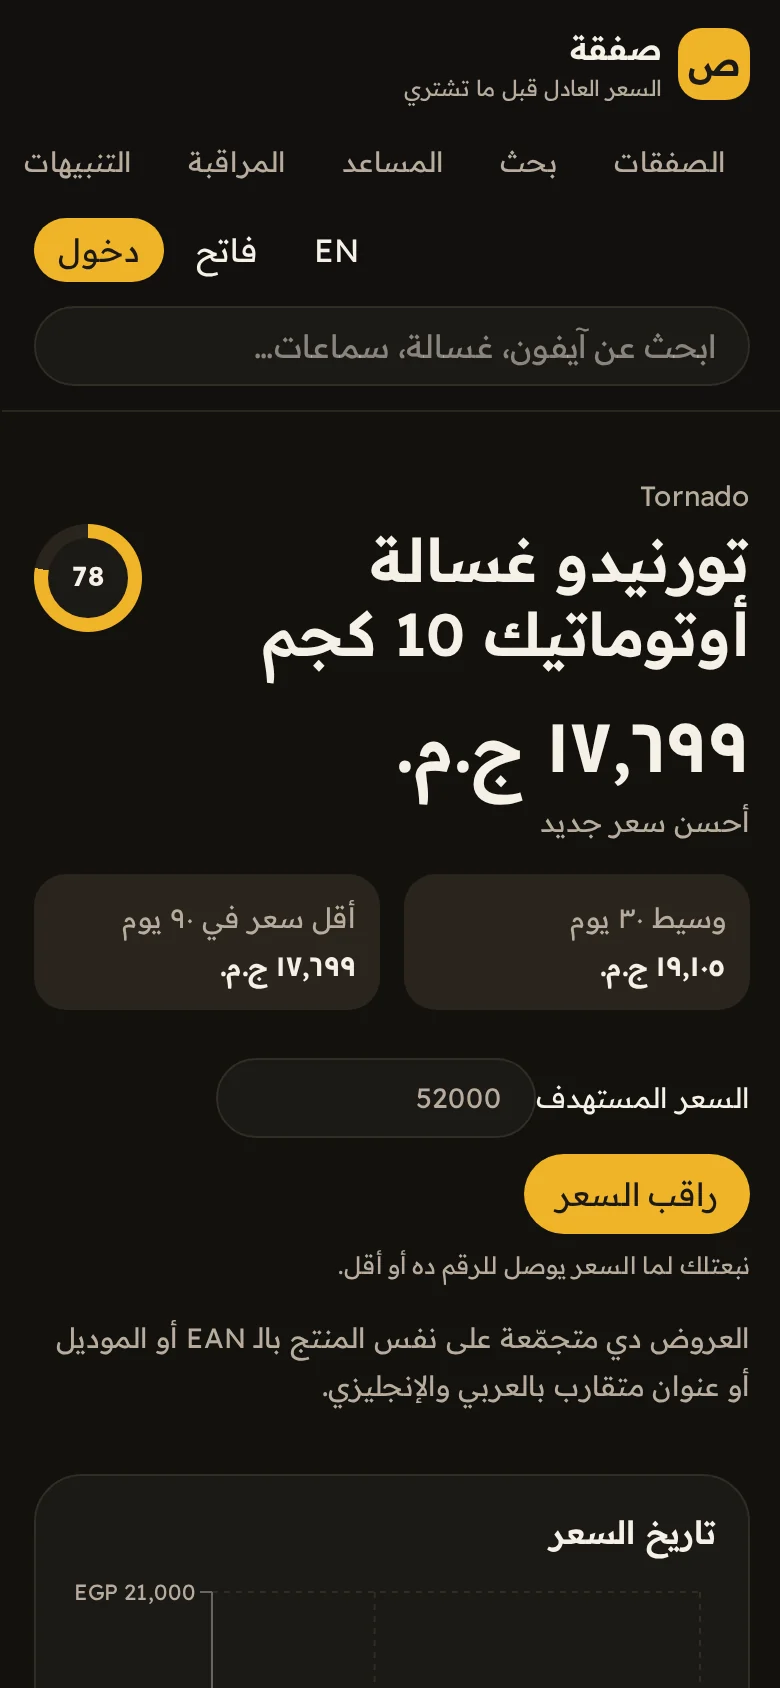 ص
صفقة
السعر العادل قبل ما تشتري
الصفقات بحث المساعد المراقبة التنبيهات
EN فاتح دخول
ابحث عن آيفون، غسالة، سماعات...
Tornado
تورنيدو غسالة
أوتوماتيك 10 كجم
78
١٧,٦٩٩ ج.م.
أحسن سعر جديد
وسيط ٣٠ يوم
١٩,١٠٥ ج.م.
أقل سعر في ٩٠ يوم
١٧,٦٩٩ ج.م.
السعر المستهدف 52000
راقب السعر
نبعتلك لما السعر يوصل للرقم ده أو أقل.
العروض دي متجمّعة على نفس المنتج بالـ EAN أو الموديل
أو عنوان متقارب بالعربي والإنجليزي.
تاريخ السعر
EGP 21,000